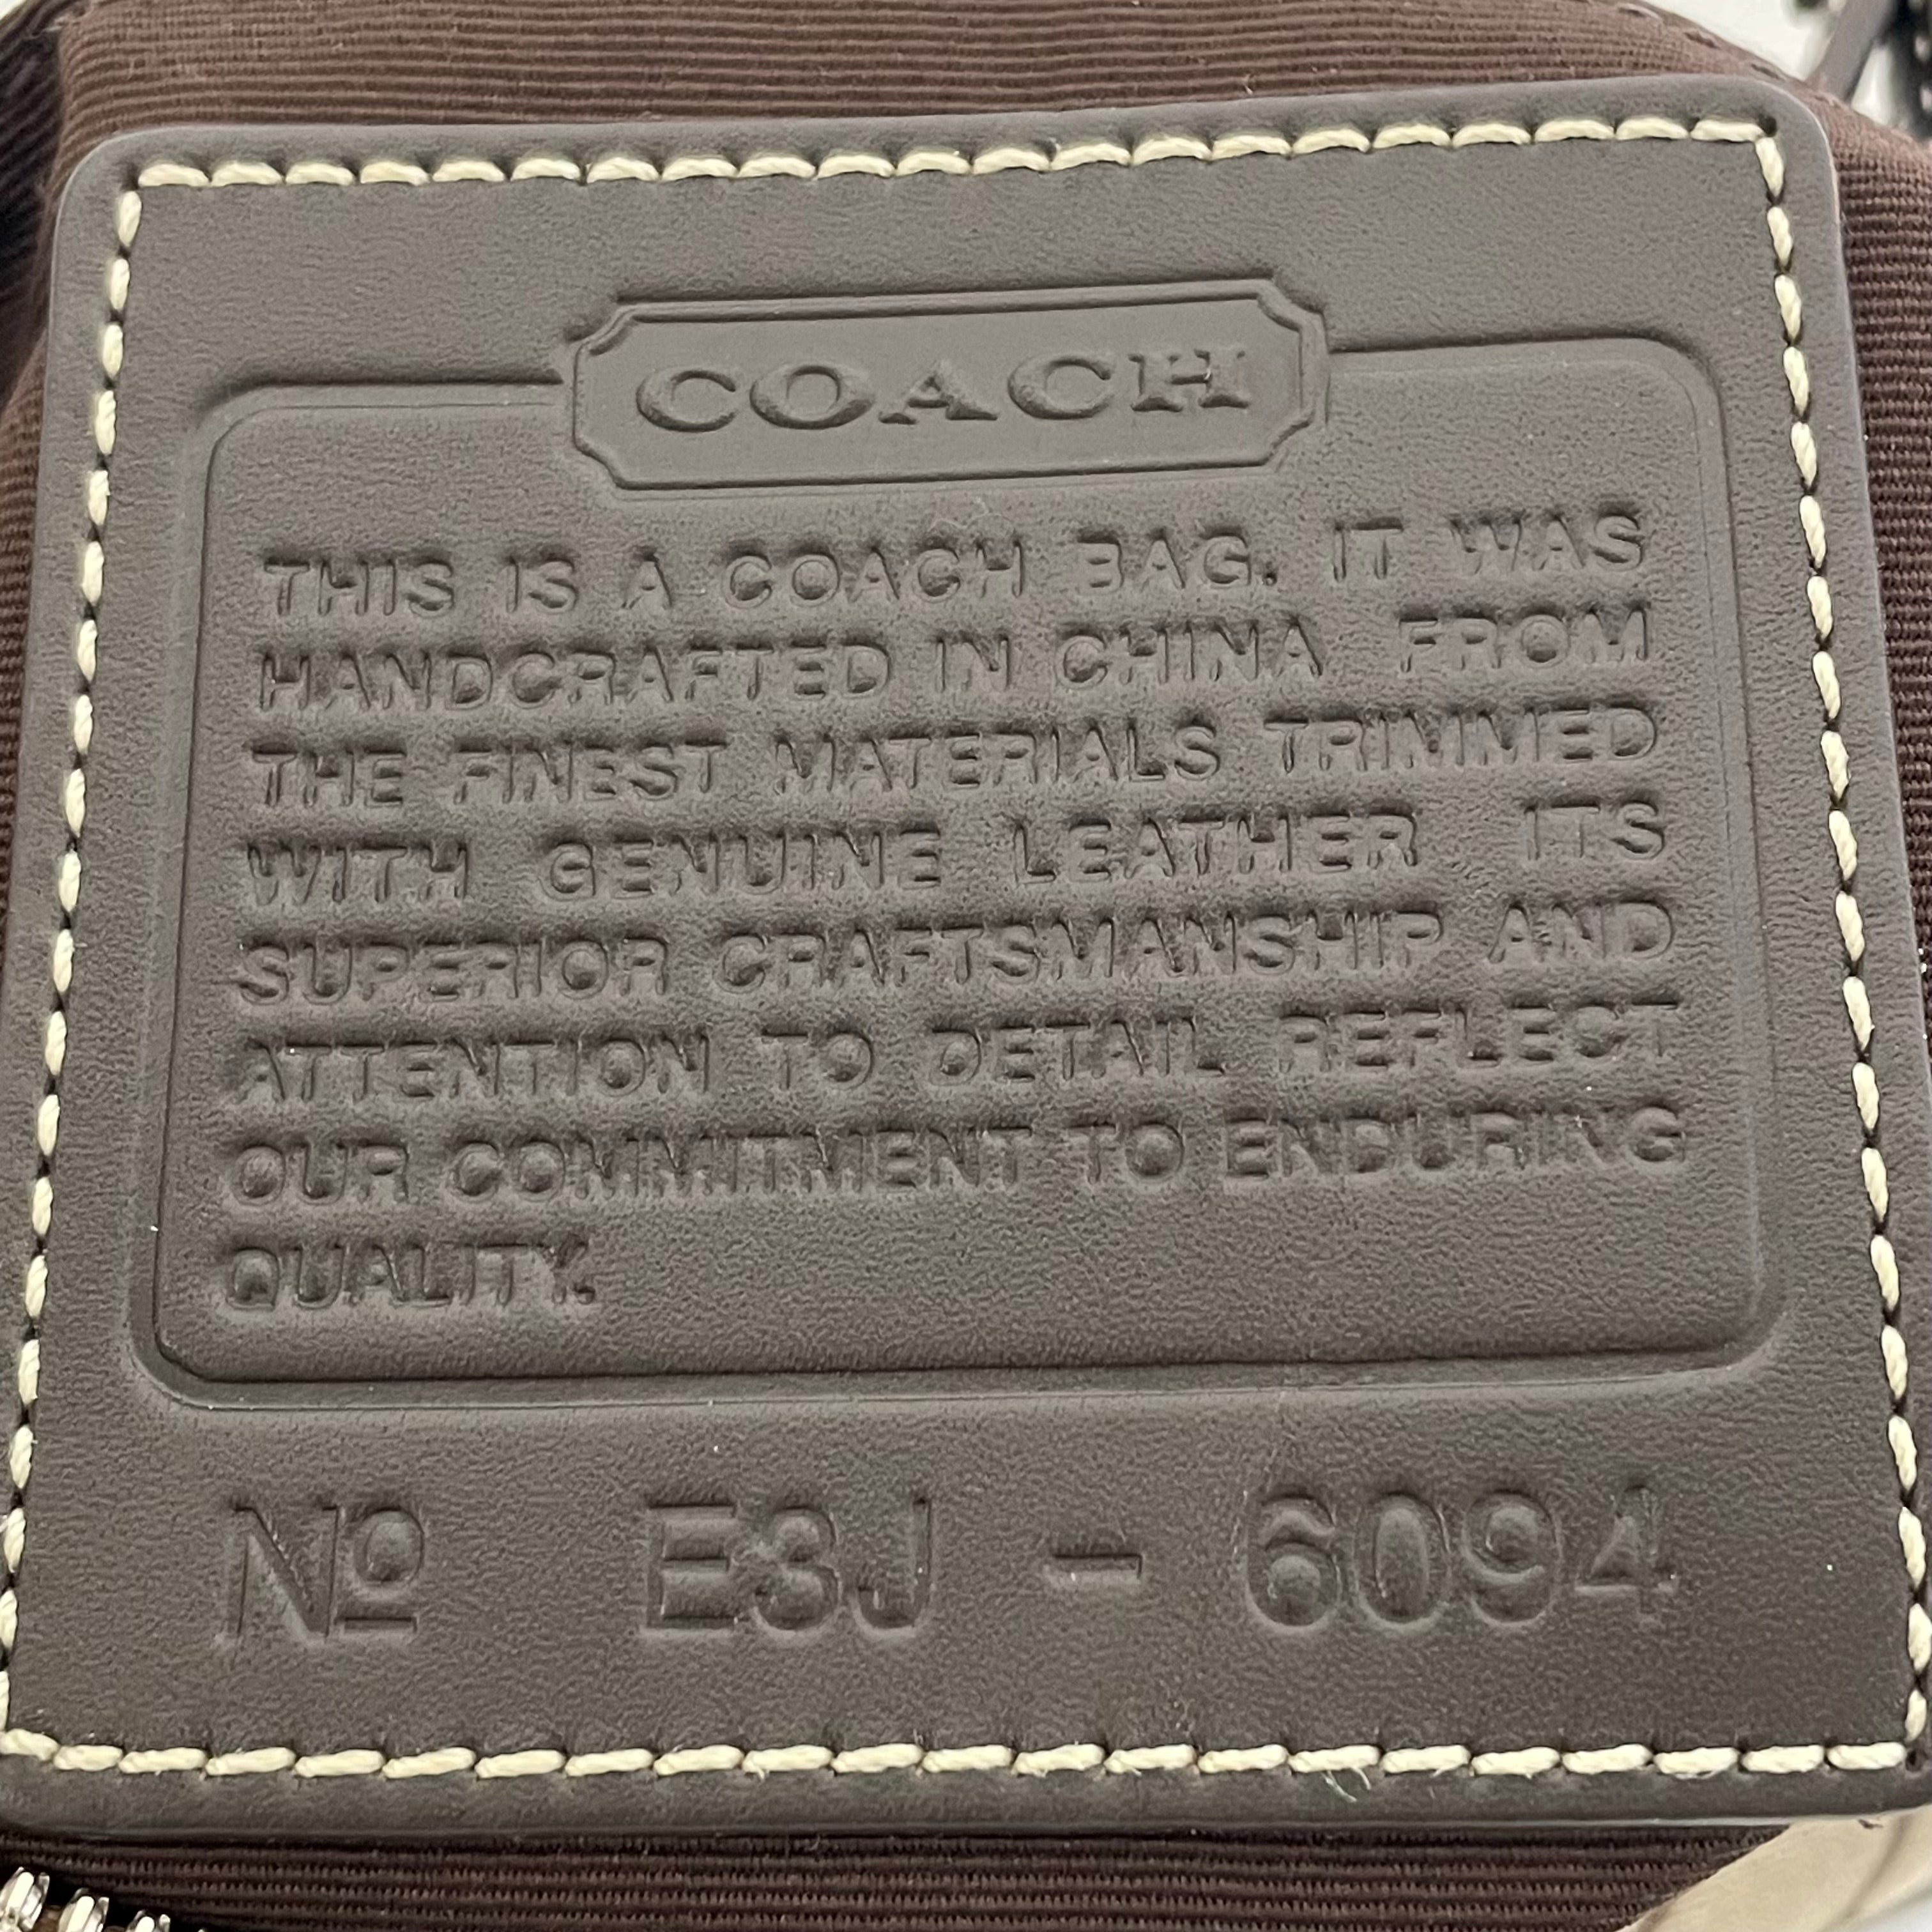 COACH
THIS IS A COACH BAG. IT WAS
HANDCRAFTED IN CHINA FROM
THE FINEST MATERIALS TRIMMED
WITH GENUINE LEATHER ITS
SUPERIOR CRAFTSMANSHIP AND
ATTENTION TO DETAIL REFLECT
OUR COMMITMENT TO ENDURING
QUALITY.
Nº E3J - 6094